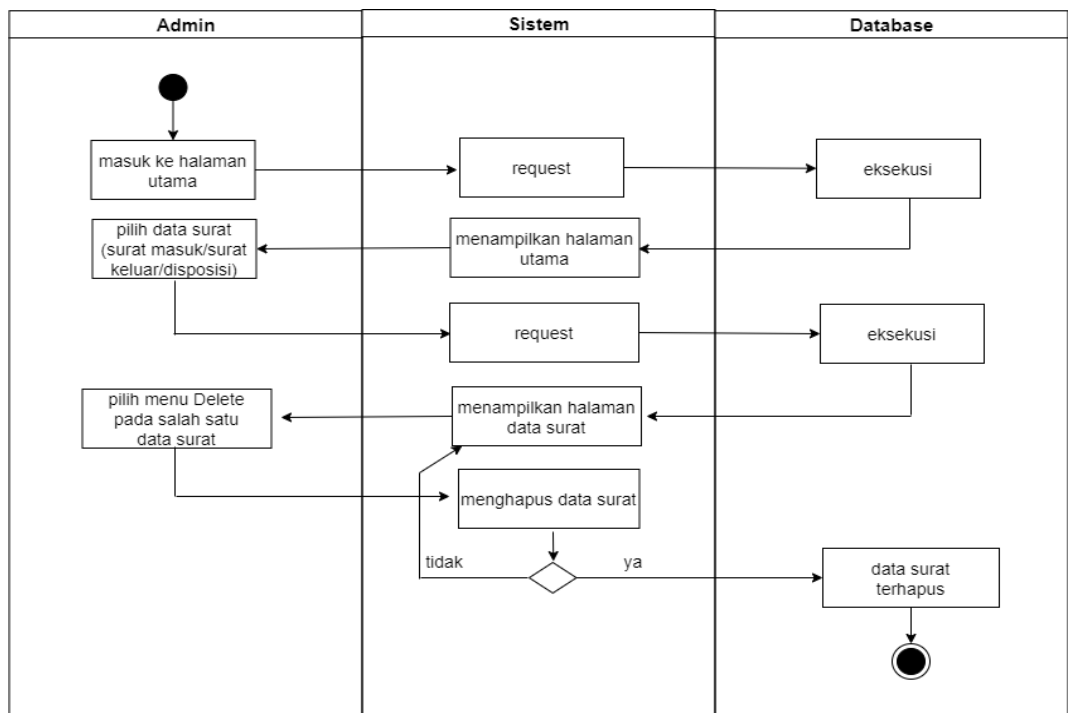 Admin
Sistem
Database
masuk ke halaman
utama
request
eksekusi
pilih data surat
(surat masuk/surat
keluar/disposisi)
menampilkan halaman
utama
request
eksekusi
pilih menu Delete
pada salah satu
data surat
menampilkan halaman
data surat
menghapus data surat
tidak
ya
data surat
terhapus